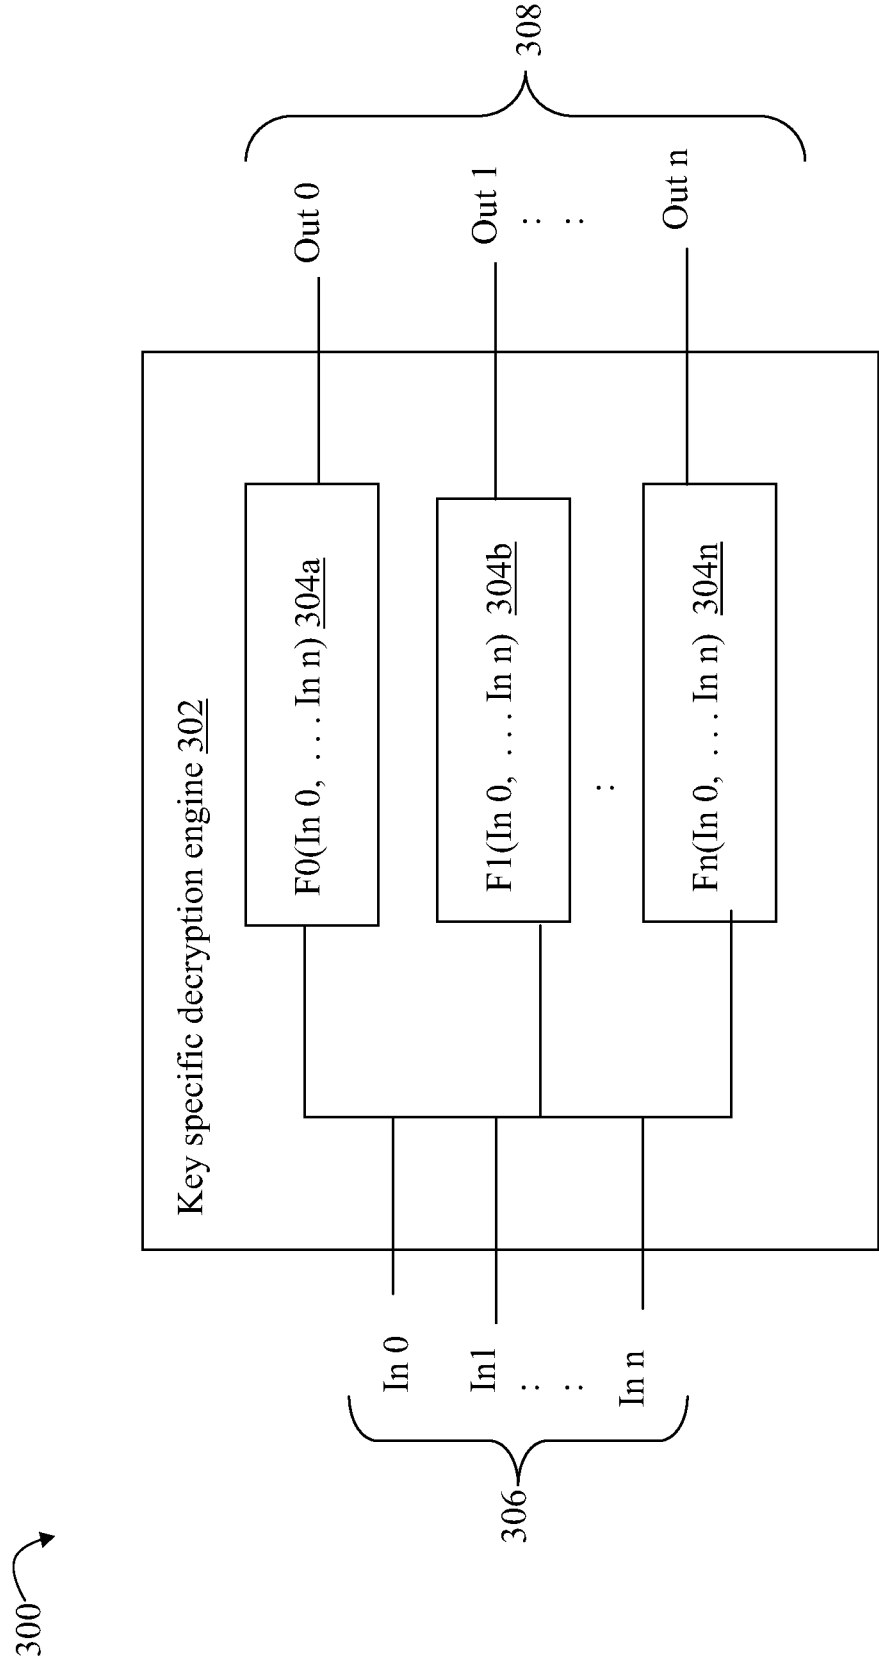 300
Key specific decryption engine 302
306
In 0
In1
: :
In n
F0(In 0, . . . In n) 304a
F1(In 0, . . . In n) 304b
:
Fn(In 0, . . . In n) 304n
Out 0
Out 1
: :
Out n
308